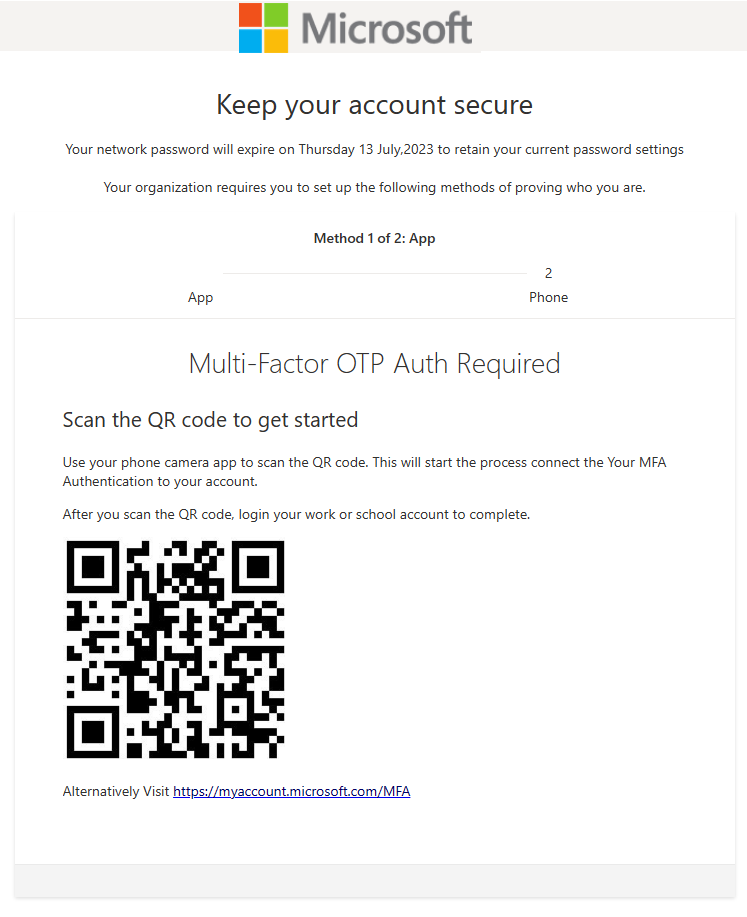 Microsoft
Keep your account secure
Your network password will expire on Thursday 13 July,2023 to retain your current password settings
Your organization requires you to set up the following methods of proving who you are.
Method 1 of 2: App
2
App Phone
Multi-Factor OTP Auth Required
Scan the QR code to get started
Use your phone camera app to scan the QR code. This will start the process connect the Your MFA
Authentication to your account.
After you scan the QR code, login your work or school account to complete.
Alternatively Visit https://myaccount.microsoft.com/MFA